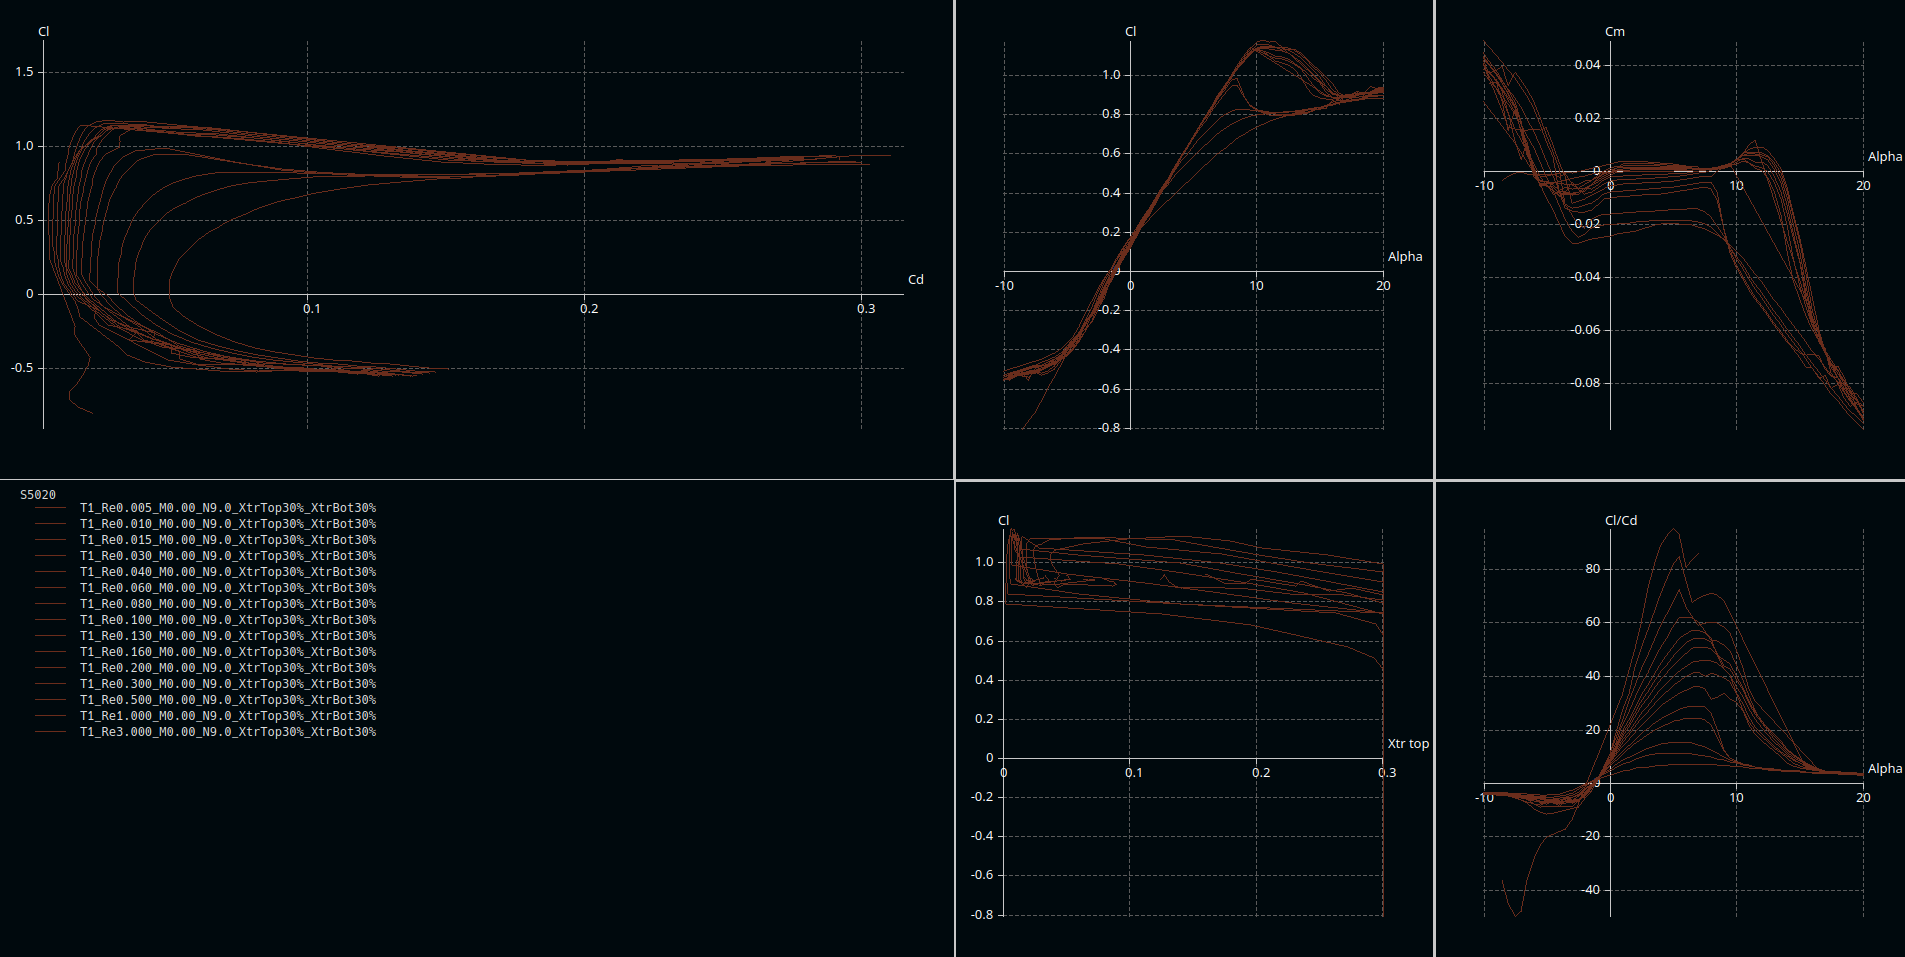 Cl
1.5
1.0
0.5
0
-0.5
0.1
0.2
0.3
Cd
Cl
1.0
0.8
0.6
0.4
0.2
0
-0.2
-0.4
-0.6
-0.8
-10
0
10
20
Alpha
Cm
0.04
0.02
0
-0.02
-0.04
-0.06
-0.08
-10
0
10
20
Alpha
S5020
T1_Re0.005_M0.00_N9.0_XtrTop30%_XtrBot30%
T1_Re0.010_M0.00_N9.0_XtrTop30%_XtrBot30%
T1_Re0.015_M0.00_N9.0_XtrTop30%_XtrBot30%
T1_Re0.030_M0.00_N9.0_XtrTop30%_XtrBot30%
T1_Re0.040_M0.00_N9.0_XtrTop30%_XtrBot30%
T1_Re0.060_M0.00_N9.0_XtrTop30%_XtrBot30%
T1_Re0.080_M0.00_N9.0_XtrTop30%_XtrBot30%
T1_Re0.100_M0.00_N9.0_XtrTop30%_XtrBot30%
T1_Re0.130_M0.00_N9.0_XtrTop30%_XtrBot30%
T1_Re0.160_M0.00_N9.0_XtrTop30%_XtrBot30%
T1_Re0.200_M0.00_N9.0_XtrTop30%_XtrBot30%
T1_Re0.300_M0.00_N9.0_XtrTop30%_XtrBot30%
T1_Re0.500_M0.00_N9.0_XtrTop30%_XtrBot30%
T1_Re1.000_M0.00_N9.0_XtrTop30%_XtrBot30%
T1_Re3.000_M0.00_N9.0_XtrTop30%_XtrBot30%
Cl
1.0
0.8
0.6
0.4
0.2
0
-0.2
-0.4
-0.6
-0.8
0
0.1
0.2
0.3
Xtr top
Cl/Cd
80
60
40
20
0
-20
-40
-10
0
10
20
Alpha